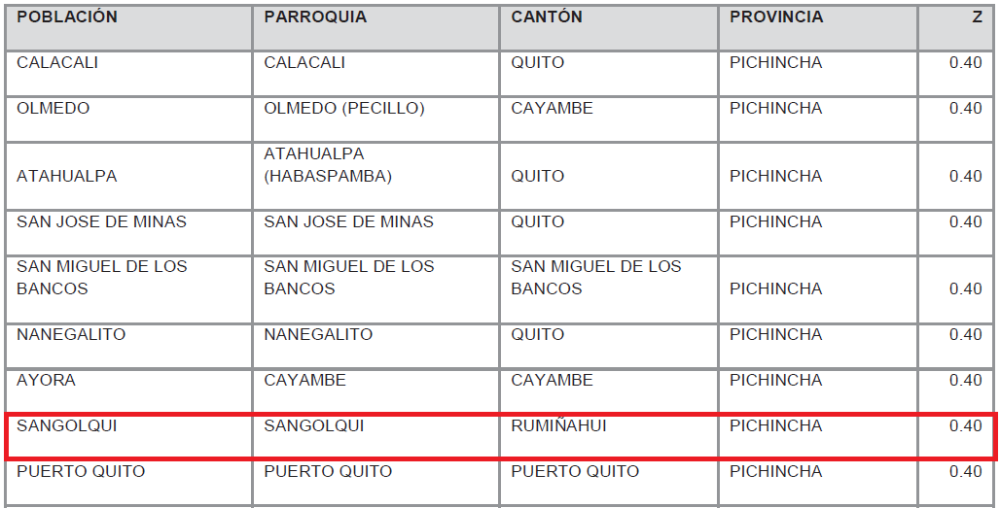 POBLACIÓN PARROQUIA CANTÓN PROVINCIA Z
CALACALI CALACALI QUITO PICHINCHA 0.40
OLMEDO OLMEDO (PECILLO) CAYAMBE PICHINCHA 0.40
ATAHUALPA
ATAHUALPA (HABASPAMBA) QUITO PICHINCHA 0.40
SAN JOSE DE MINAS SAN JOSE DE MINAS QUITO PICHINCHA 0.40
SAN MIGUEL DE LOS SAN MIGUEL DE LOS SAN MIGUEL DE LOS
BANCOS BANCOS BANCOS PICHINCHA 0.40
NANEGALITO NANEGALITO QUITO PICHINCHA 0.40
AYORA CAYAMBE CAYAMBE PICHINCHA 0.40
SANGOLQUI SANGOLQUI RUMIÑAHUI PICHINCHA 0.40
PUERTO QUITO PUERTO QUITO PUERTO QUITO PICHINCHA 0.40